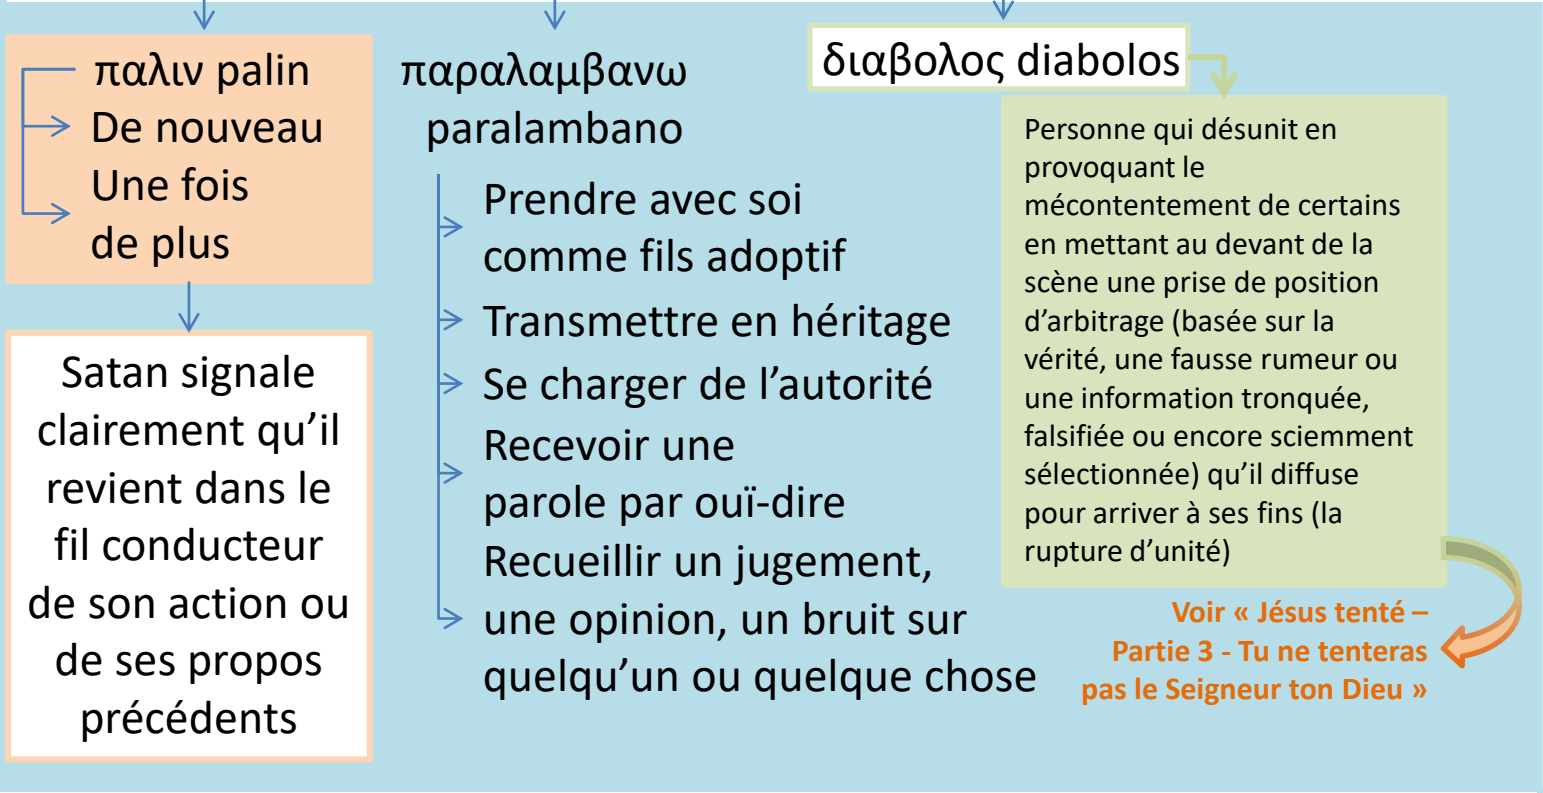 παλιν palin
De nouveau
Une fois
de plus
Satan signale
clairement qu’il
revient dans le
fil conducteur
de son action ou
de ses propos
précédents
παραλαμβανω
paralambano
Prendre avec soi
comme fils adoptif
Transmettre en héritage
Se charger de l’autorité
Recevoir une
parole par ouï-dire
Recueillir un jugement,
une opinion, un bruit sur
quelqu’un ou quelque chose
διαβολος diabolos
Personne qui désunit en
provoquant le
mécontentement de certains
en mettant au devant de la
scène une prise de position
d’arbitrage (basée sur la
vérité, une fausse rumeur ou
une information tronquée,
falsifiée ou encore sciemment
sélectionnée) qu’il diffuse
pour arriver à ses fins (la
rupture d’unité)
Voir « Jésus tenté –
Partie 3 - Tu ne tenteras
pas le Seigneur ton Dieu »